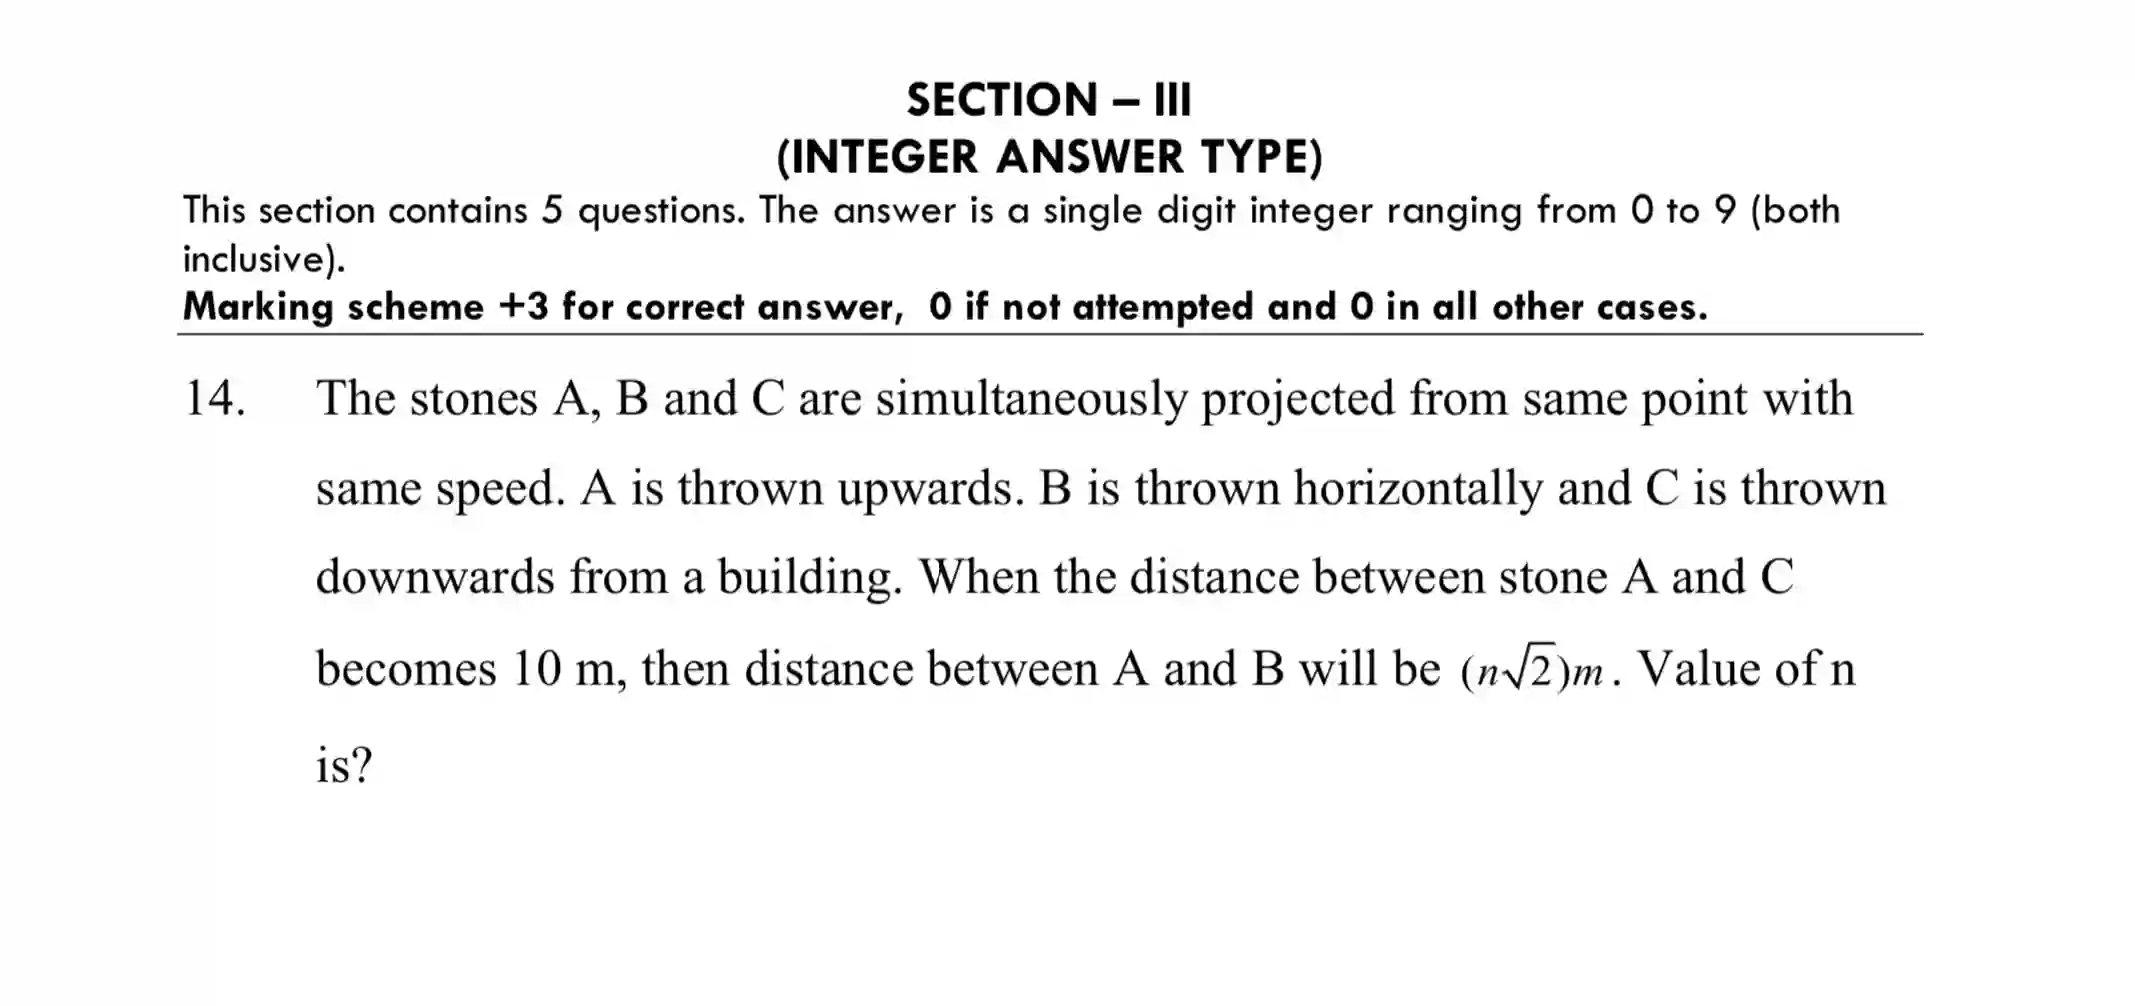 SECTION – III
(INTEGER ANSWER TYPE)
This section contains 5 questions. The answer is a single digit integer ranging from 0 to 9 (both
inclusive).
Marking scheme +3 for correct answer, 0 if not attempted and 0 in all other cases.
14. The stones A, B and C are simultaneously projected from same point with
same speed. A is thrown upwards. B is thrown horizontally and C is thrown
downwards from a building. When the distance between stone A and C
becomes 10 m, then distance between A and B will be (n√2)m. Value of n
is?